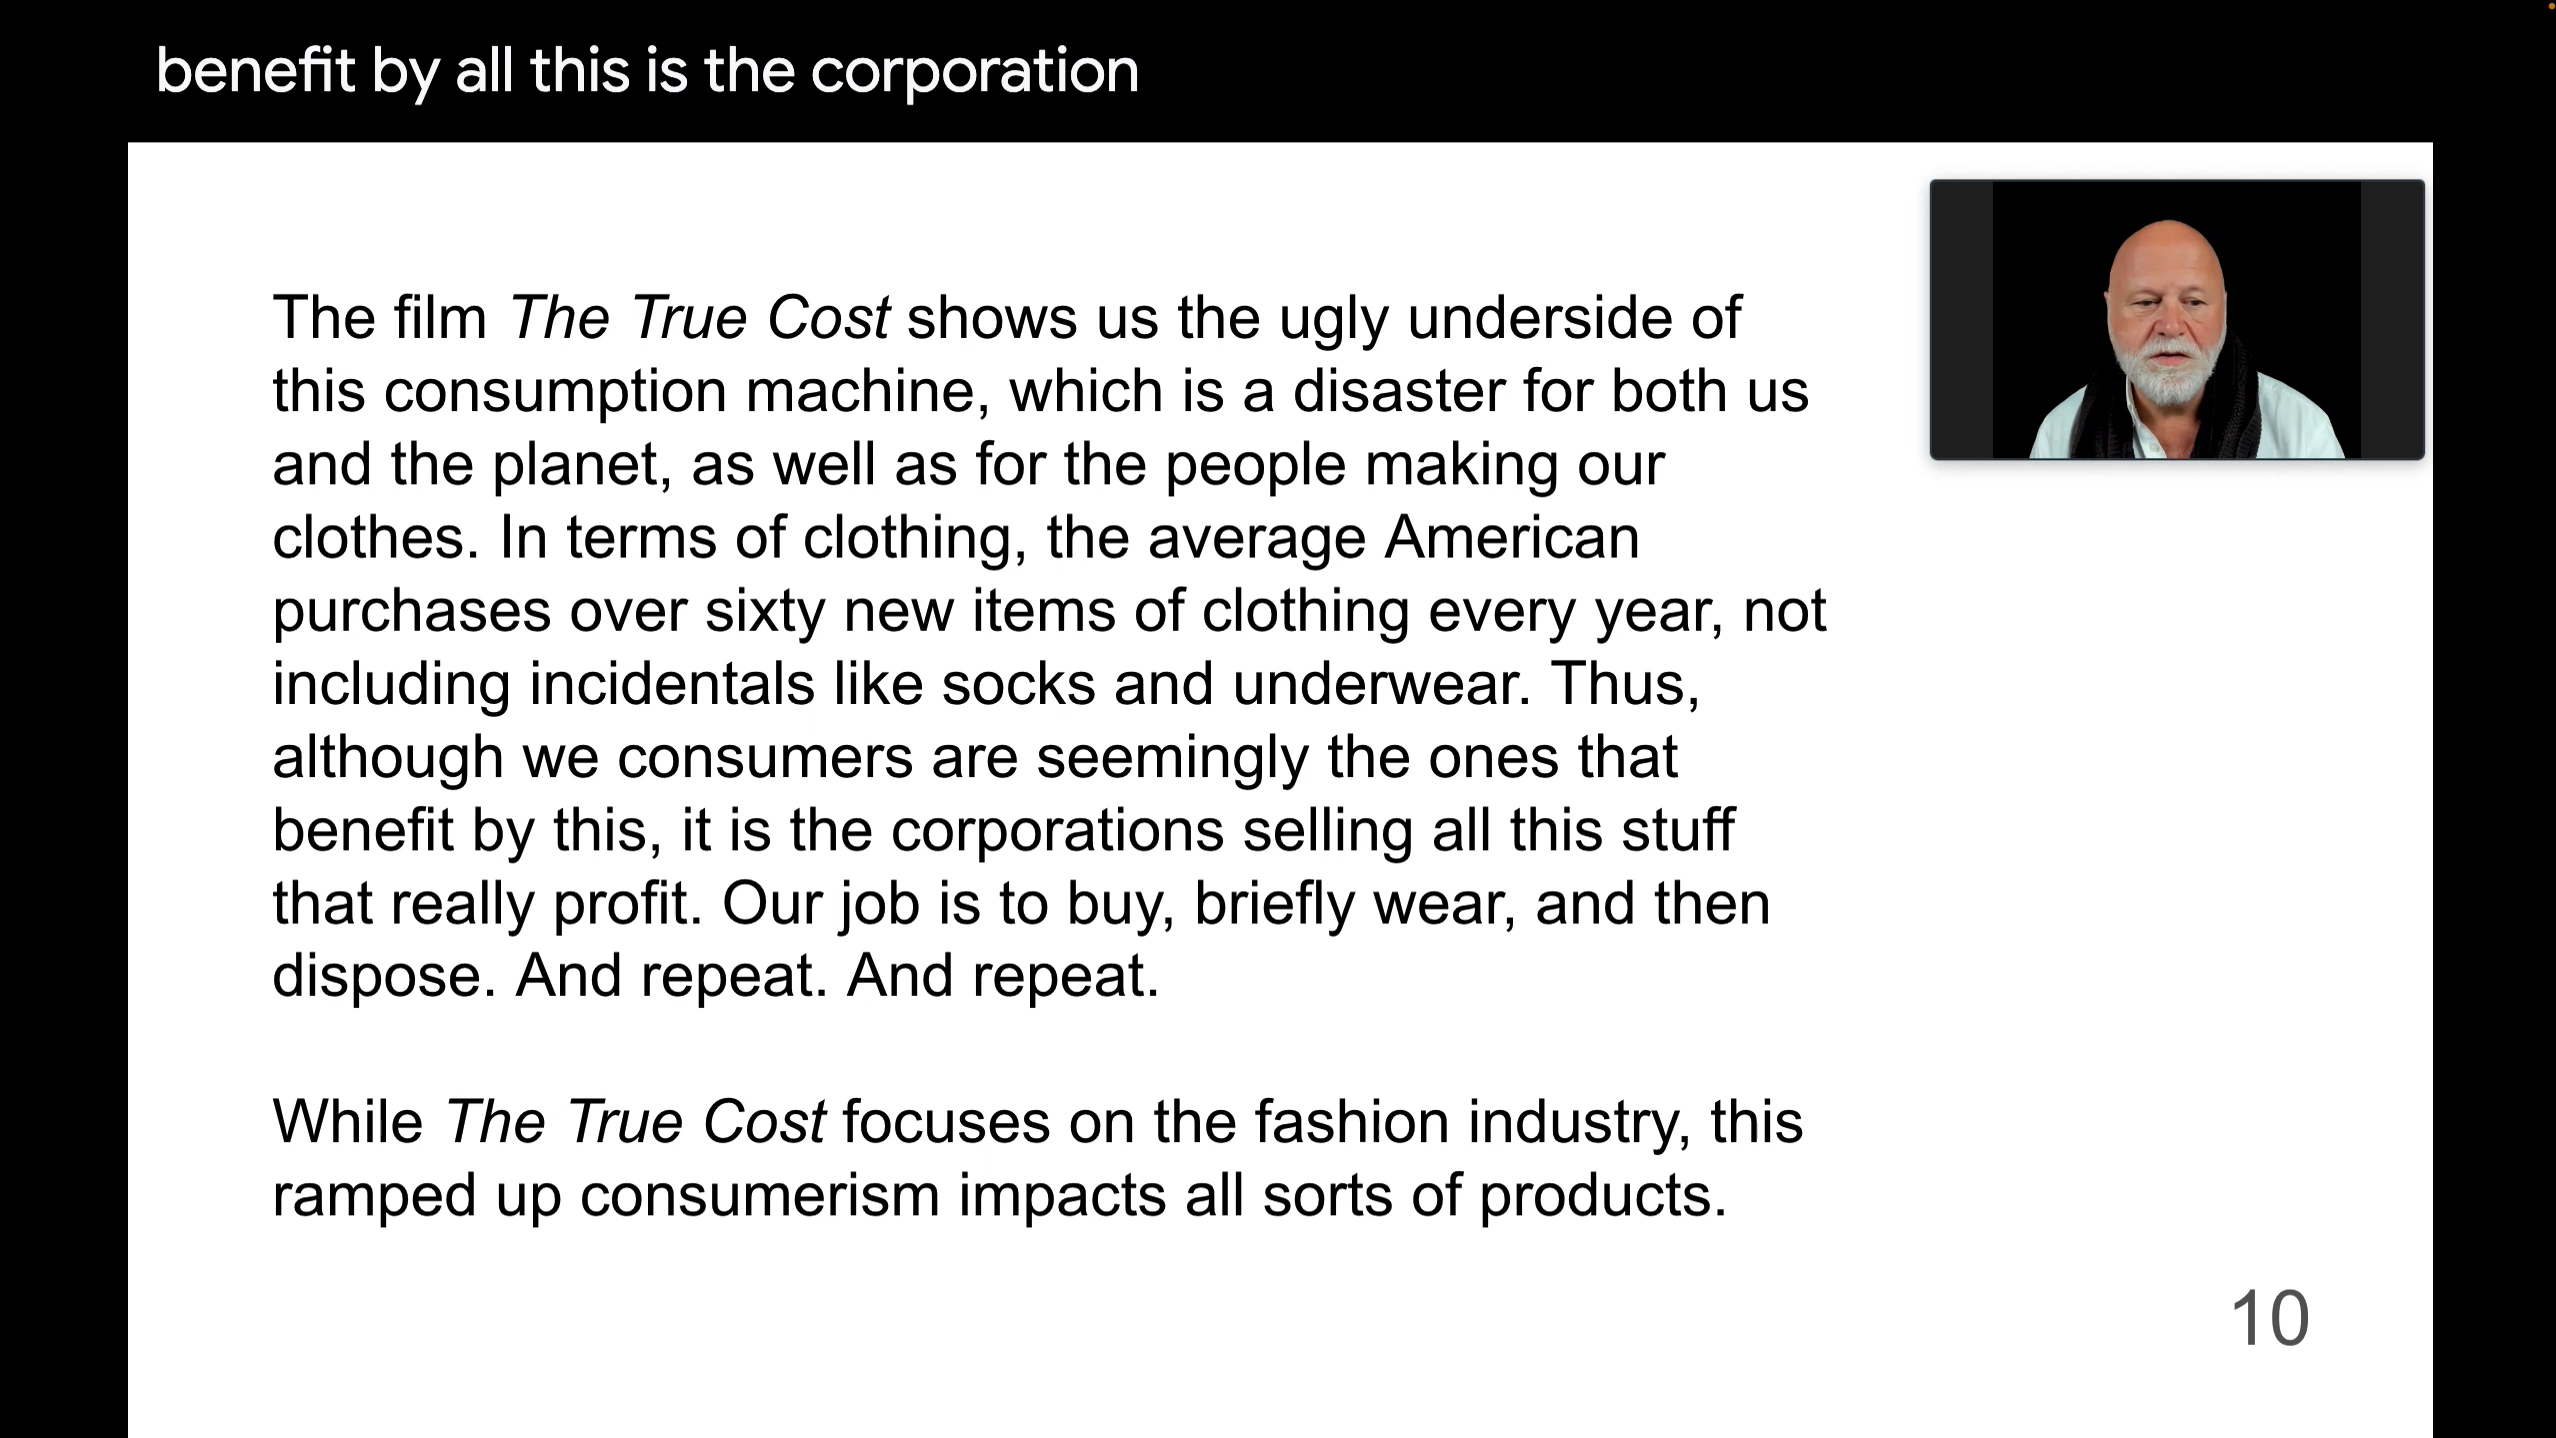 benefit by all this is the corporation
The film The True Cost shows us the ugly underside of
this consumption machine, which is a disaster for both us
and the planet, as well as for the people making our
clothes. In terms of clothing, the average American
purchases over sixty new items of clothing every year, not
including incidentals like socks and underwear. Thus,
although we consumers are seemingly the ones that
benefit by this, it is the corporations selling all this stuff
that really profit. Our job is to buy, briefly wear, and then
dispose. And repeat. And repeat.
While The True Cost focuses on the fashion industry, this
ramped up consumerism impacts all sorts of products.
10